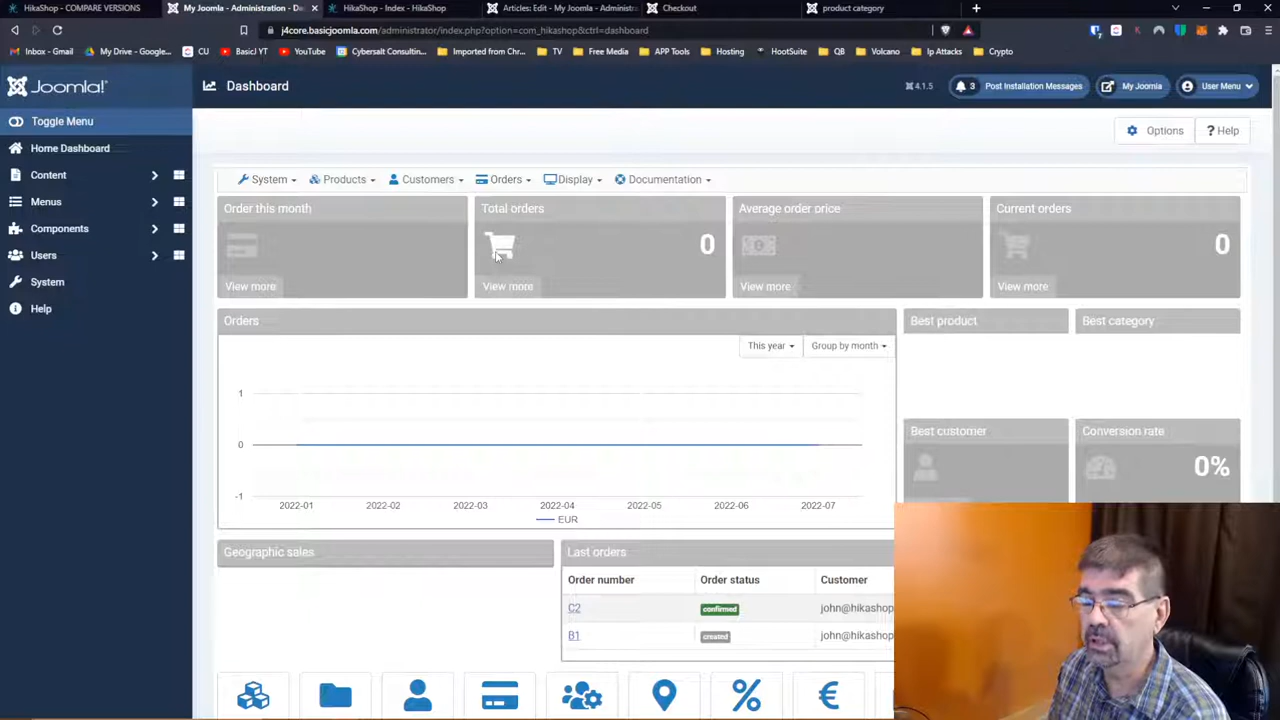 HikaShop - COMPARE VERSIONS
My Joomla - Administration - Da
HikaShop - Index - HikaShop
Articles: Edit - My Joomla - Administr
Checkout
product category
j4core.basicjoomla.com/administrator/index.php?option=com_hikashop&ctrl=dashboard
Inbox - Gmail
My Drive - Google...
CU
Basic YT
YouTube
Cybersalt Consultin...
Imported from Chr...
TV
Free Media
APP Tools
Hosting
HootSuite
QB
Volcano
Ip Attacks
Crypto
Joomla!
Dashboard
4.1.5
3 Post Installation Messages
My Joomla
User Menu
Toggle Menu
Options
Help
Home Dashboard
Content
Menus
Components
Users
System
Help
System
Products
Customers
Orders
Display
Documentation
Order this month
View more
Total orders
0
View more
Average order price
View more
Current orders
0
View more
Orders
This year
Group by month
1
0
-1
2022-01 2022-02 2022-03 2022-04 2022-05 2022-06 2022-07
EUR
Best product
Best category
Best customer
Conversion rate
0%
Geographic sales
Last orders
Order number Order status Customer
C2 confirmed john@hikashop
B1 created john@hikashop